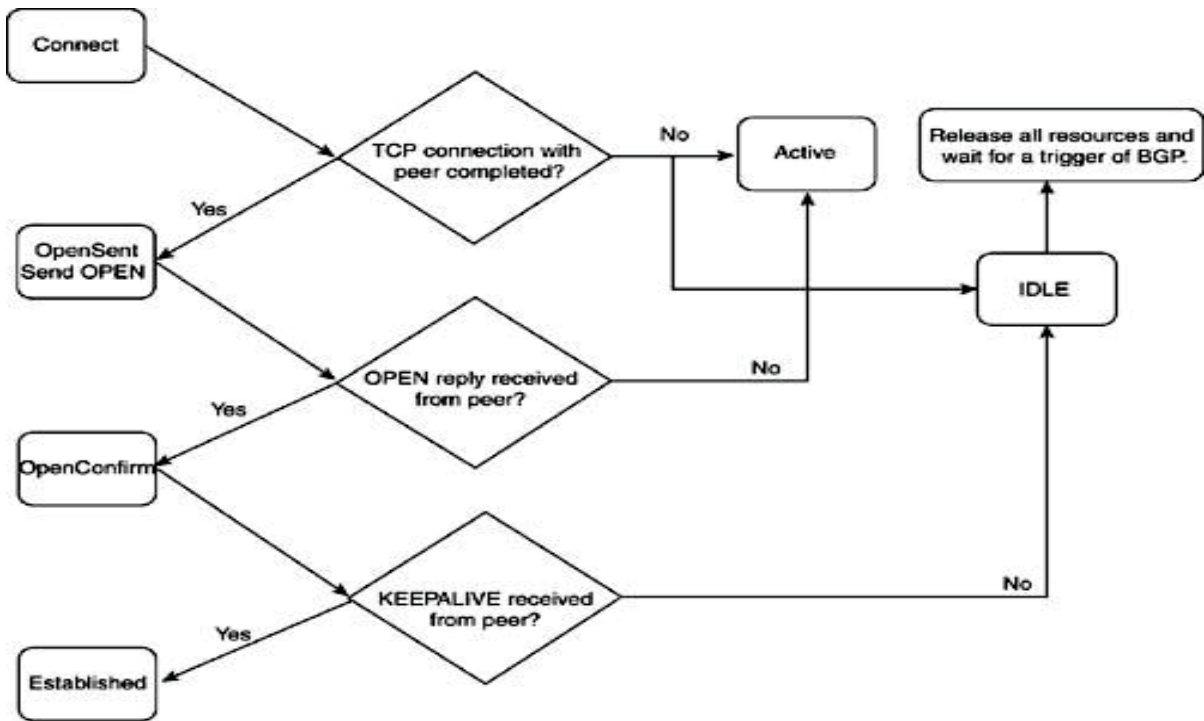 Connect
TCP connection with
peer completed?
No
Active
Release all resources and
wait for a trigger of BGP.
Yes
OpenSent
Send OPEN
IDLE
OPEN reply received
from peer?
No
Yes
OpenConfirm
KEEPALIVE received
from peer?
No
Yes
Established